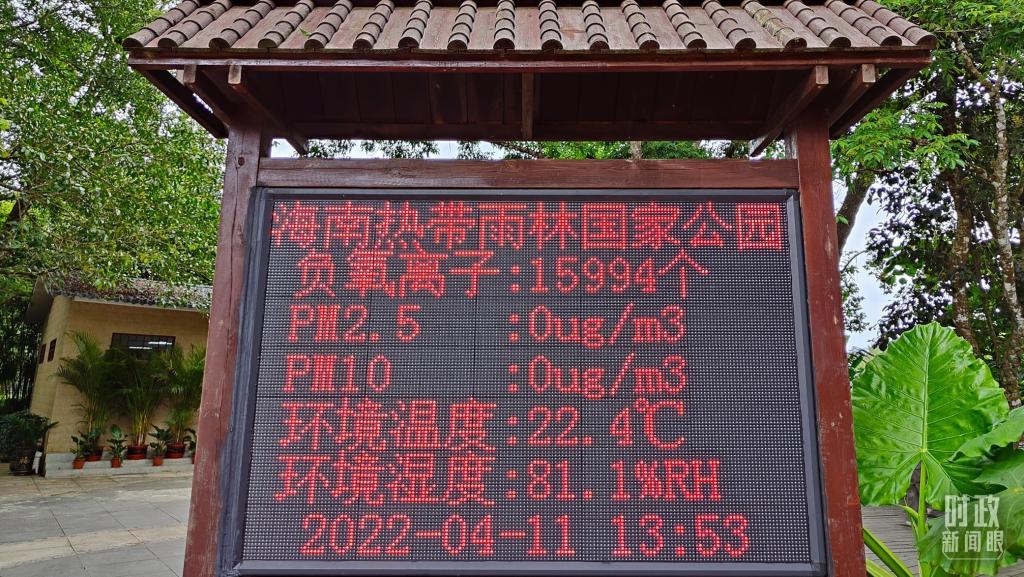 海南热带雨林国家公园
负氧离子:15994个
PM2.5 :0ug/m3
PM10 :0ug/m3
环境温度:22.4℃
环境湿度:81.1%RH
2022-04-11 13:53
时政
新闻眼